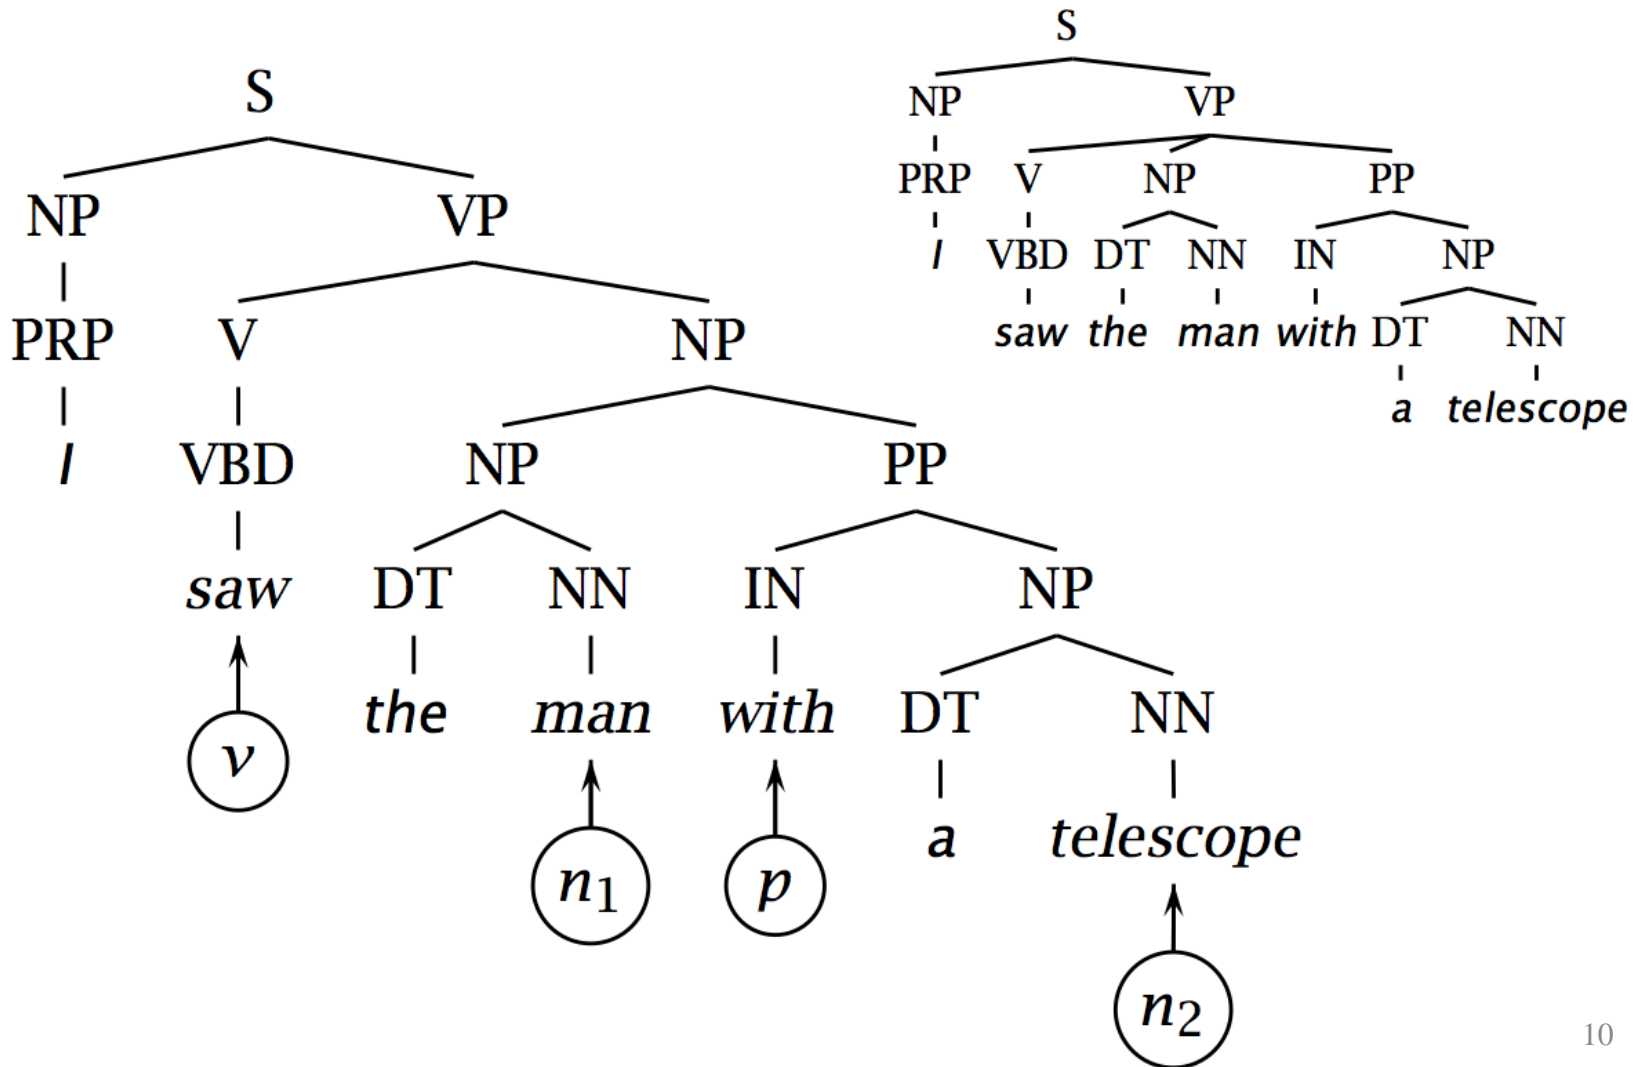 S
NP VP
PRP V NP
I VBD NP PP
saw DT NN IN NP
v the man with DT NN
n1 p a telescope
n2
S
NP VP
PRP V NP PP
I VBD DT NN IN NP
saw the man with DT NN
a telescope
10